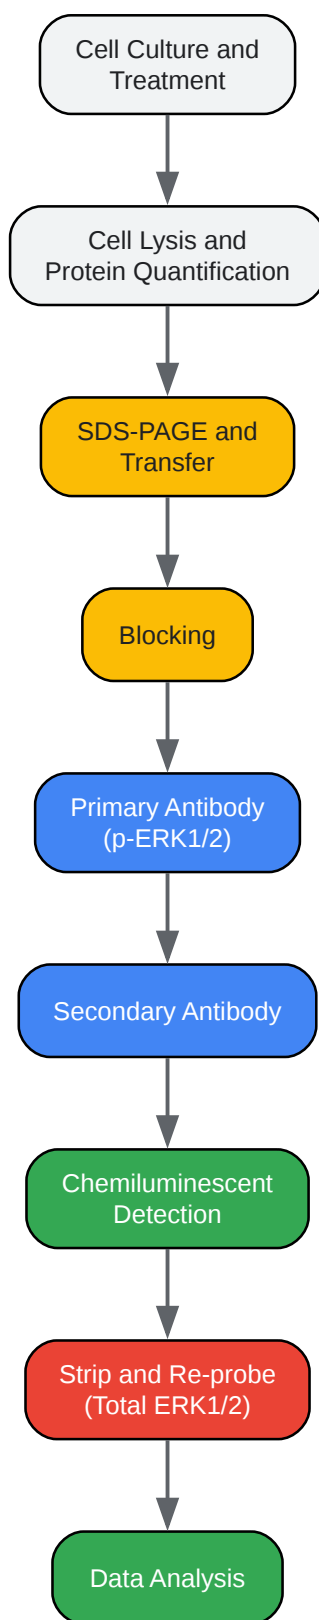 Cell Culture and
Treatment
Cell Lysis and
Protein Quantification
SDS-PAGE and
Transfer
Blocking
Primary Antibody
(p-ERK1/2)
Secondary Antibody
Chemiluminescent
Detection
Strip and Re-probe
(Total ERK1/2)
Data Analysis